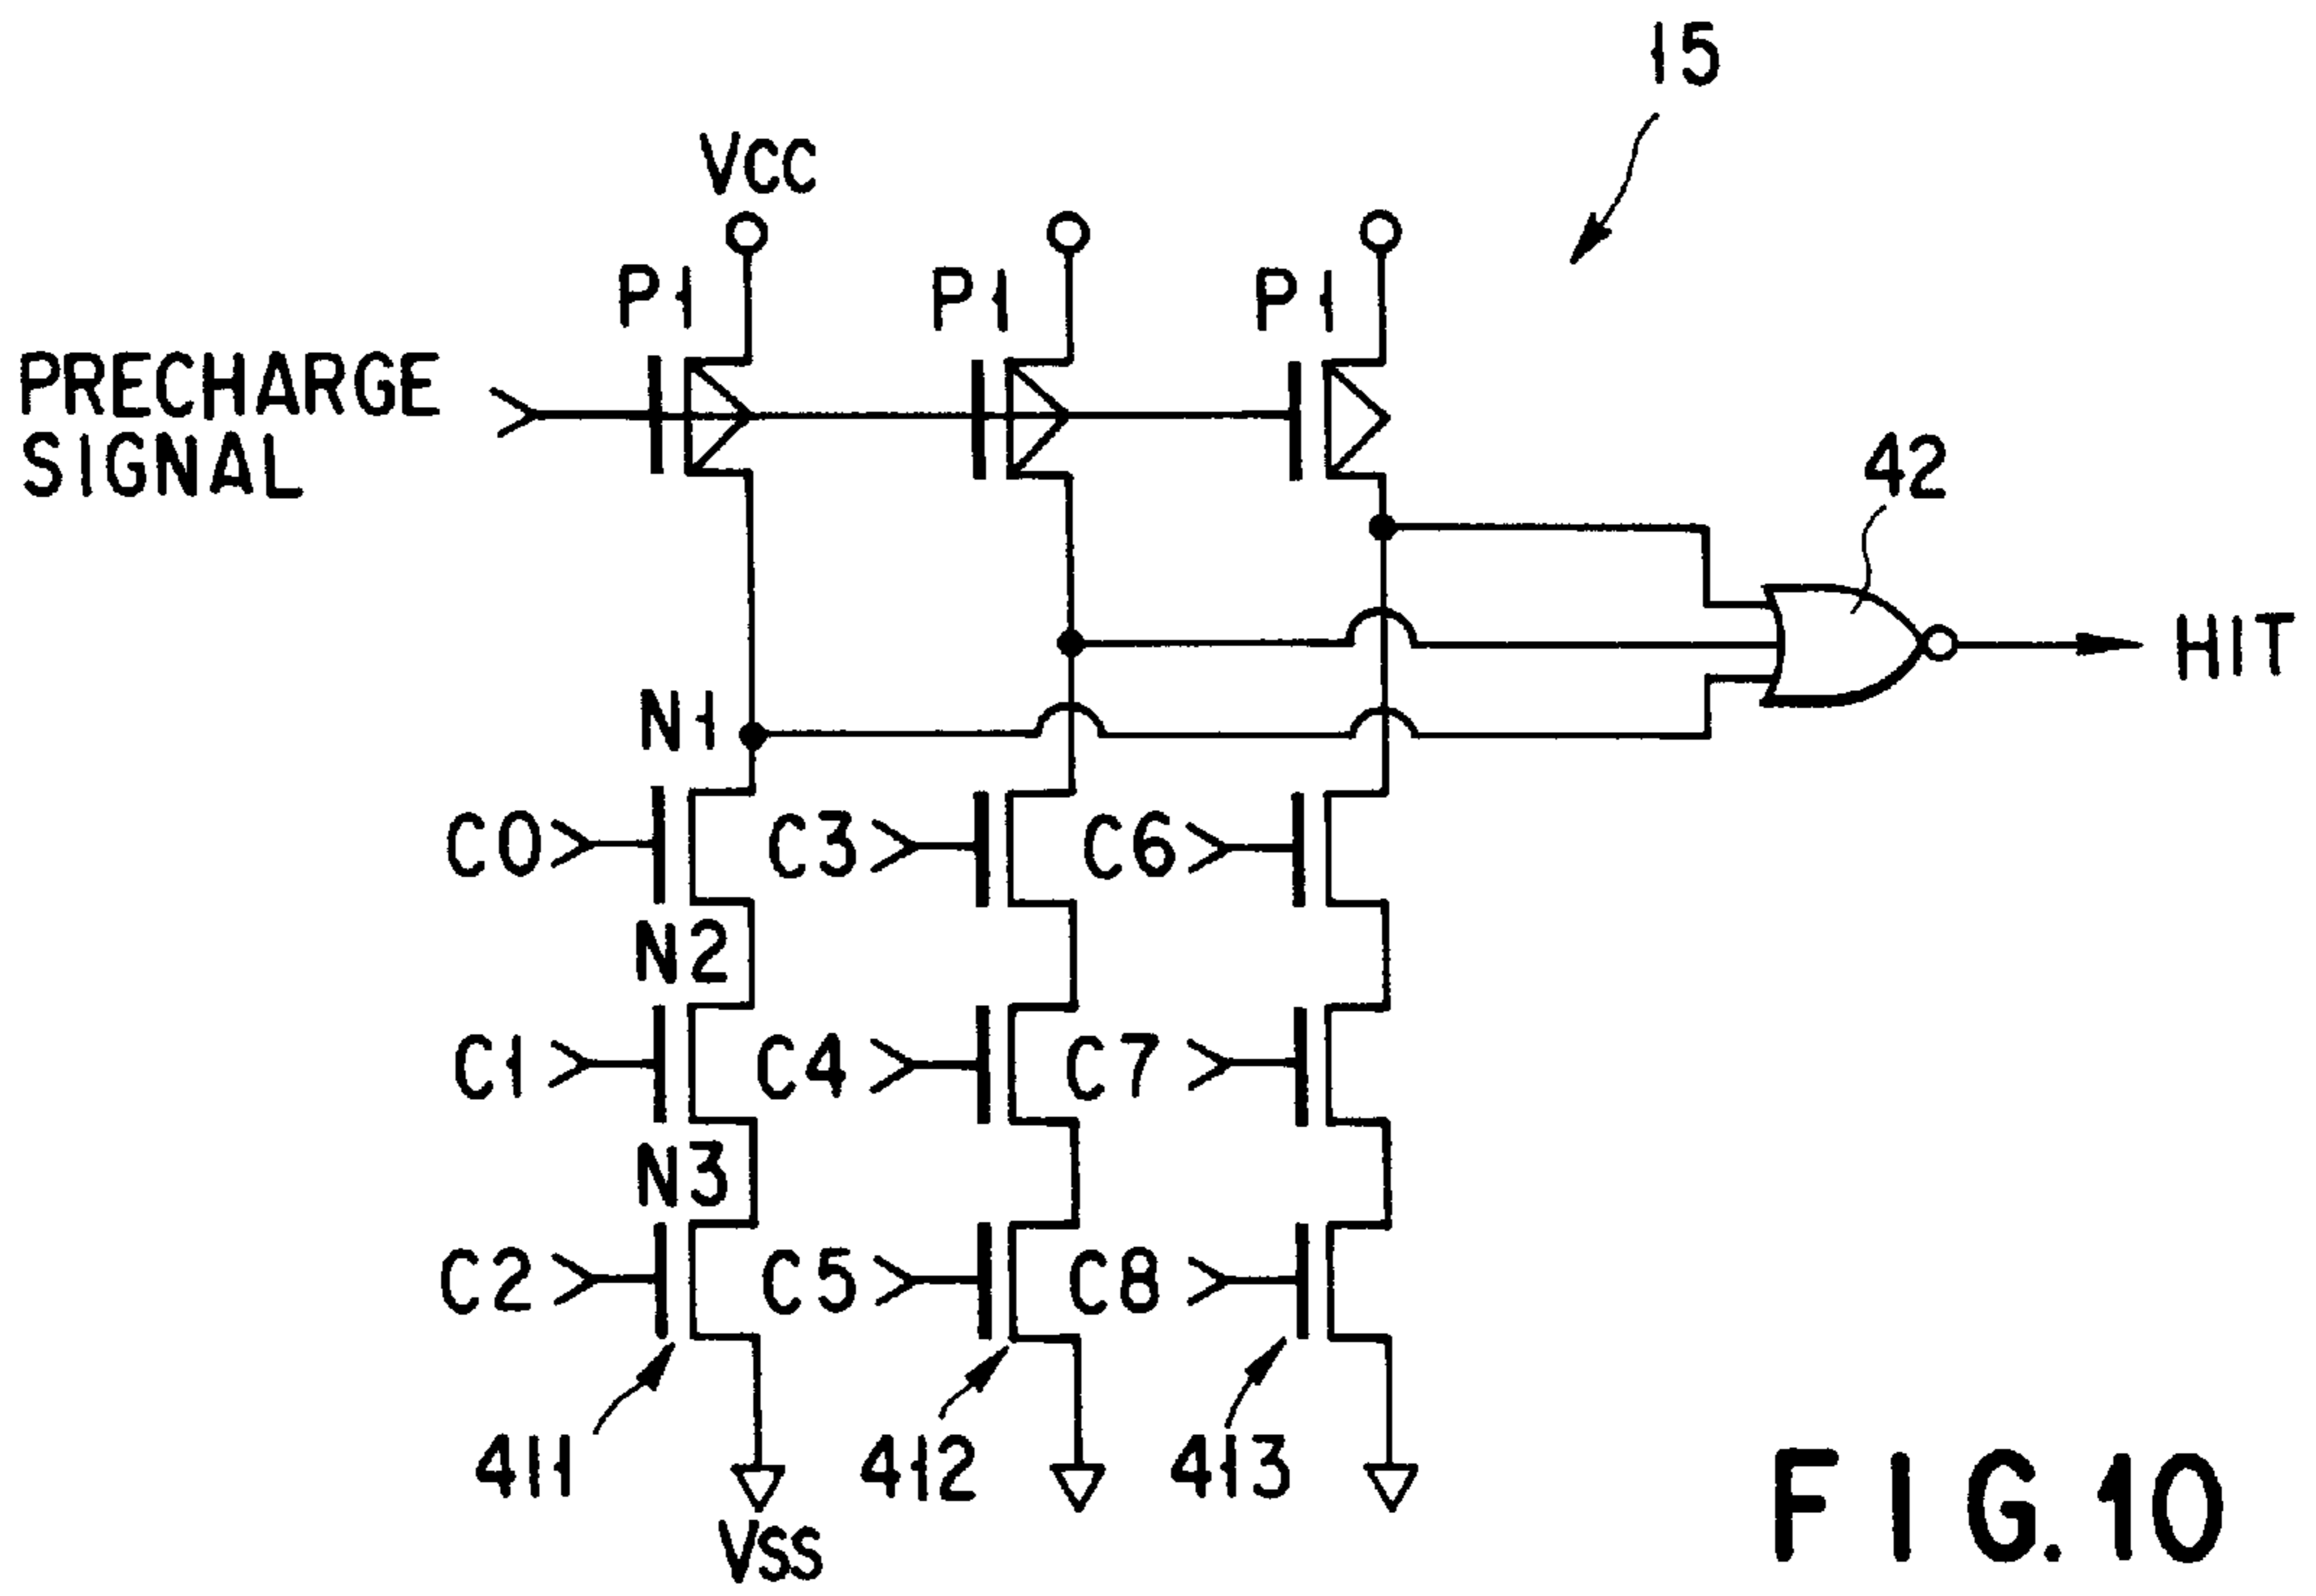 15
VCC
P1 P1 P1
PRECHARGE
SIGNAL
42
HIT
N1
C0 C3 C6
N2
C1 C4 C7
N3
C2 C5 C8
411 412 413
VSS
FIG.10